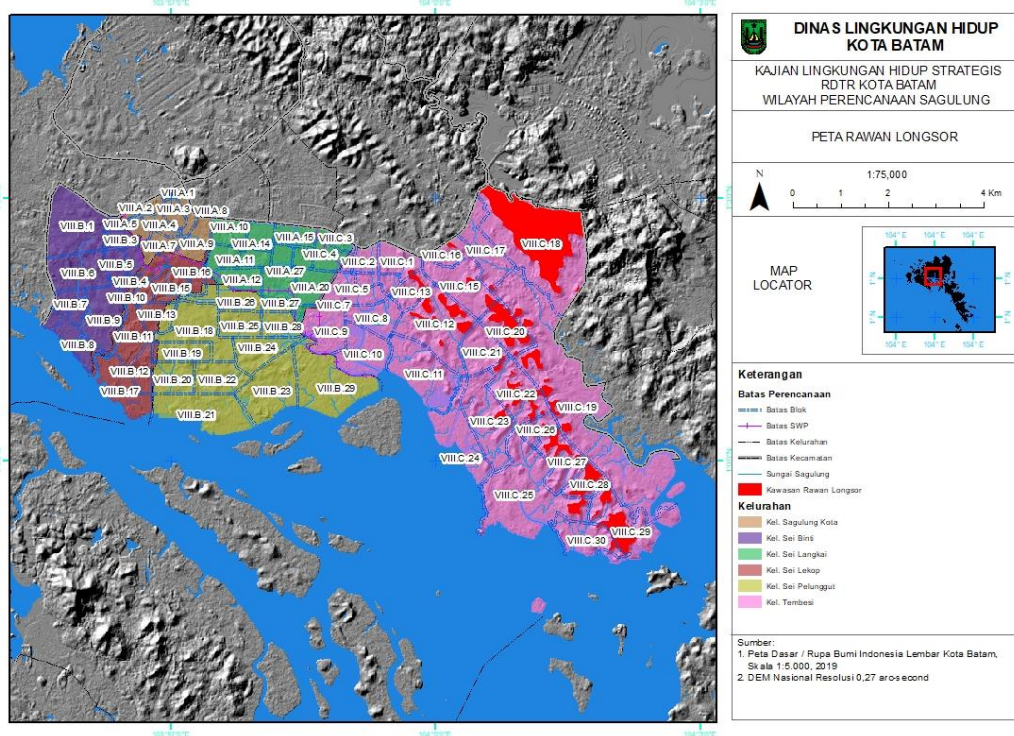 DINAS LINGKUNGAN HIDUP
KOTA BATAM
KAJIAN LINGKUNGAN HIDUP STRATEGIS
RDTR KOTA BATAM
WILAYAH PERENCANAAN SAGULUNG
PETA RAWAN LONGSOR
N
1:75,000
0 1 2 4 Km
MAP
LOCATOR
104° E 104° E 104° E
1°N 1°N
1°N 1°N
104° E 104° E 104° E
Keterangan
Batas Perencanaan
Batas Blok
Batas SWP
Batas Kelurahan
Batas Kecamatan
Sungai Sagulung
Kawasan Rawan Longsor
Kelurahan
Kel. Sagulung Kota
Kel. Sei Binti
Kel. Sei Langkai
Kel. Sei Lekop
Kel. Sei Pelunggut
Kel. Tembesi
Sumber:
1. Peta Dasar / Rupa Bumi Indonesia Lembar Kota Batam,
Skala 1:5.000, 2019
2. DEM Nasional Resolusi 0,27 arc-second
VIII.A.1
VIII.A.2 VIII.A.3 VIII.A.8
VIII.B.1 VIII.A.5 VIII.A.4 VIII.A.10
VIII.B.3 VIII.A.7 VIII.A.9 VIII.A.14 VIII.A.15 VIII.C.3
VIII.C.4 VIII.C.16 VIII.C.17 VIII.C.18
VIII.B.6 VIII.B.5 VIII.B.16 VIII.A.11 VIII.A.27 VIII.C.2 VIII.C.1
VIII.B.4 VIII.B.15 VIII.A.12 VIII.A.20 VIII.C.5 VIII.C.13 VIII.C.15
VIII.B.7 VIII.B.10 VIII.B.26 VIII.B.27 VIII.C.7
VIII.B.9 VIII.B.13 VIII.B.25 VIII.B.28 VIII.C.9 VIII.C.8 VIII.C.12
VIII.B.8 VIII.B.11 VIII.B.18 VIII.B.24 VIII.C.20
VIII.B.19 VIII.C.10 VIII.C.21
VIII.B.12 VIII.B.20 VIII.B.22 VIII.C.11
VIII.B.17 VIII.B.23 VIII.B.29 VIII.C.22
VIII.B.21 VIII.C.23 VIII.C.19
VIII.C.26
VIII.C.24 VIII.C.27
VIII.C.25 VIII.C.28
VIII.C.29
VIII.C.30